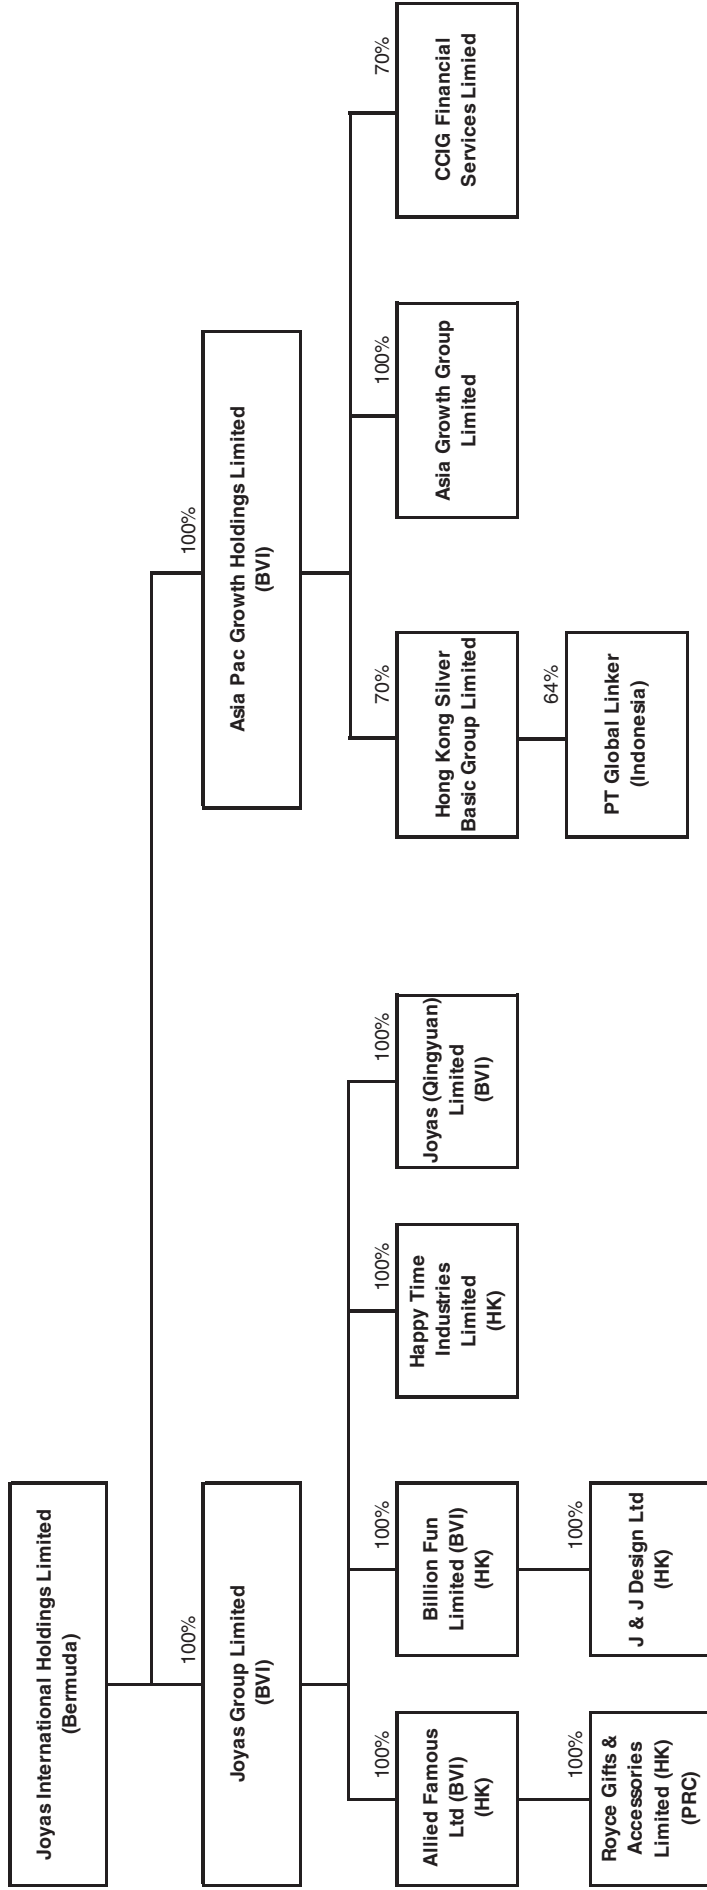 Joyas International Holdings Limited
(Bermuda)
100%
Joyas Group Limited
(BVI)
100%
Asia Pac Growth Holdings Limited
(BVI)
100%
Allied Famous
Ltd (BVI)
(HK)
100%
Billion Fun
Limited (BVI)
(HK)
100%
Happy Time
Industries
Limited
(HK)
100%
Joyas (Qingyuan)
Limited
(BVI)
70%
Hong Kong Silver
Basic Group Limited
100%
Asia Growth Group
Limited
70%
CCIG Financial
Services Limied
100%
Royce Gifts &
Accessories
Limited (HK)
(PRC)
100%
J & J Design Ltd
(HK)
64%
PT Global Linker
(Indonesia)